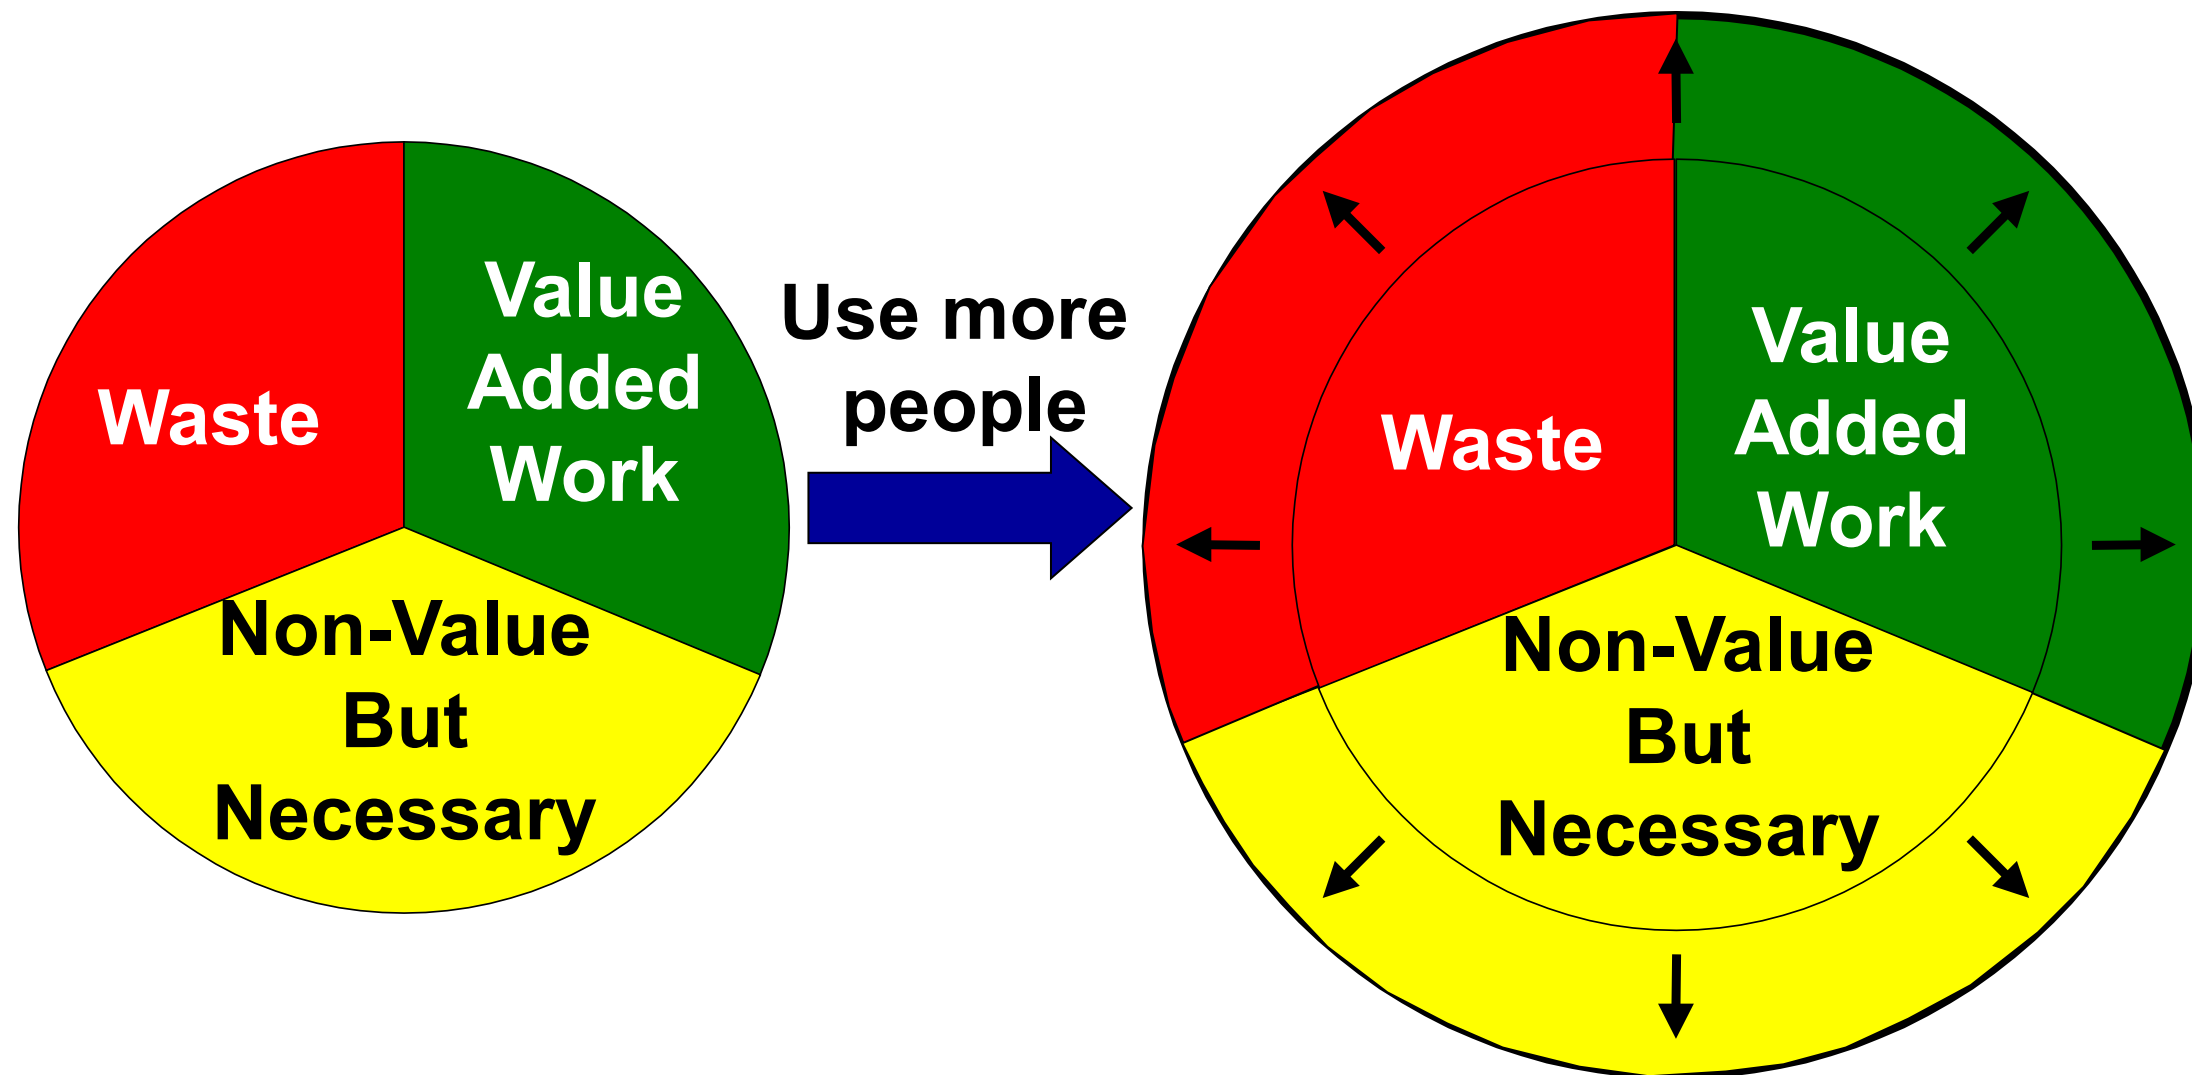 Waste
Value
Added
Work
Non-Value
But
Necessary
Use more
people
Waste
Value
Added
Work
Non-Value
But
Necessary